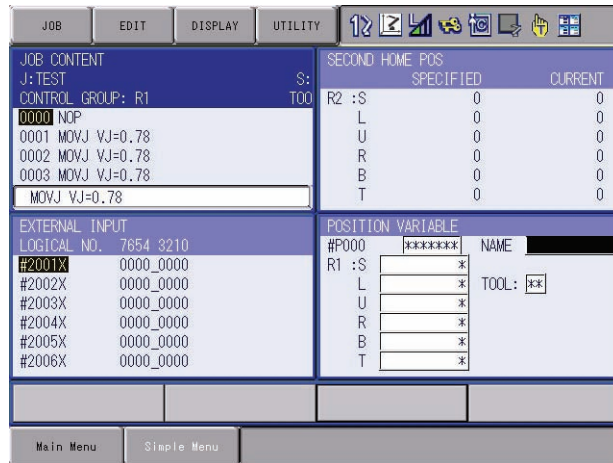 JOB EDIT DISPLAY UTILITY
JOB CONTENT
J:TEST S:
CONTROL GROUP: R1 TOO
0000 NOP
0001 MOVJ VJ=0.78
0002 MOVJ VJ=0.78
0003 MOVJ VJ=0.78
MOVJ VJ=0.78
SECOND HOME POS
SPECIFIED CURRENT
R2 :S 0 0
L 0 0
U 0 0
R 0 0
B 0 0
T 0 0
EXTERNAL INPUT
LOGICAL NO. 7654 3210
#2001X 0000_0000
#2002X 0000_0000
#2003X 0000_0000
#2004X 0000_0000
#2005X 0000_0000
#2006X 0000_0000
POSITION VARIABLE
#P000 ******* NAME
R1 :S *
L * TOOL: **
U *
R *
B *
T *
Main Menu Simple Menu